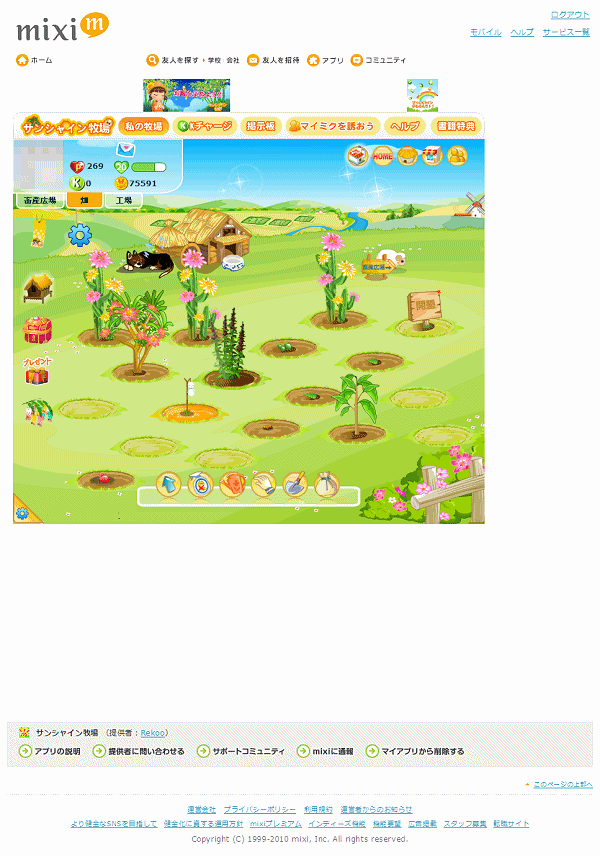 mixi m
ログアウト
モバイル ヘルプ サービス一覧
ホーム 友人を探す 学校・会社 友人を招待 アプリ コミュニティ
サンシャイン牧場 私の牧場 K Kチャージ 掲示板 マイミクを誘おう ヘルプ 書籍特典
269 20
K 0 75591
HOME
畜産広場 畑 工場
畜産広場
開墾
プレゼント
サンシャイン牧場 (提供者：Rekoo)
アプリの説明 提供者に問い合わせる サポートコミュニティ mixiに通報 マイアプリから削除する
このページの上部へ
運営会社 プライバシーポリシー 利用規約 運営者からのお知らせ
より健全なSNSを目指して 健全化に資する運用方針 mixiプレミアム インディーズ機能 機能要望 広告掲載 スタッフ募集 転職サイト
Copyright (C) 1999-2010 mixi, Inc. All rights reserved.